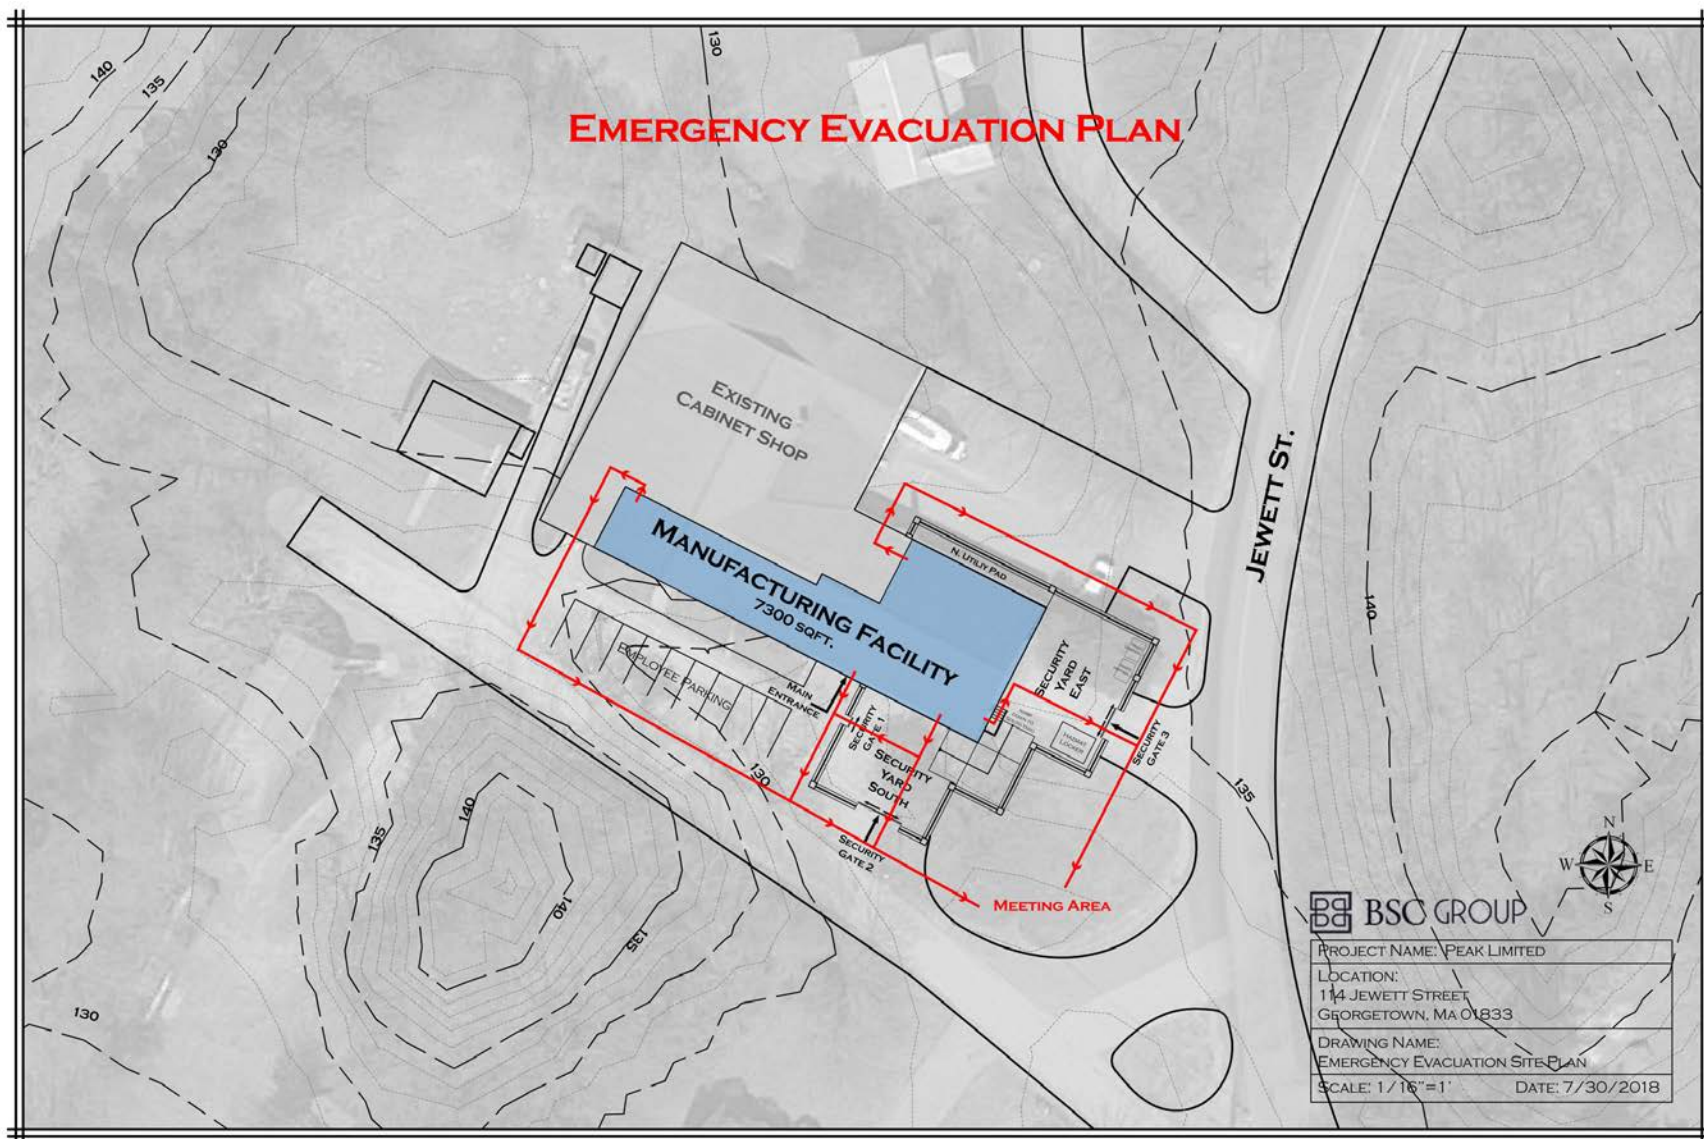 EMERGENCY EVACUATION PLAN
140
135
130
130
EXISTING
CABINET SHOP
JEWETT ST.
MANUFACTURING FACILITY
7300 SQFT.
N. UTILIY PAD
140
EMPLOYEE PARKING
MAIN
ENTRANCE
SECURITY
GATE 1
SECURITY
YARD
SOUTH
SECURITY
YARD
EAST
HAZMAT
LOCKER
SECURITY
GATE 3
SECURITY
GATE 2
130
135
140
135
140
135
130
MEETING AREA
N
W
E
S
BSC GROUP
PROJECT NAME: PEAK LIMITED
LOCATION:
114 JEWETT STREET
GEORGETOWN, MA 01833
DRAWING NAME:
EMERGENCY EVACUATION SITE PLAN
SCALE: 1/16"=1'
DATE: 7/30/2018